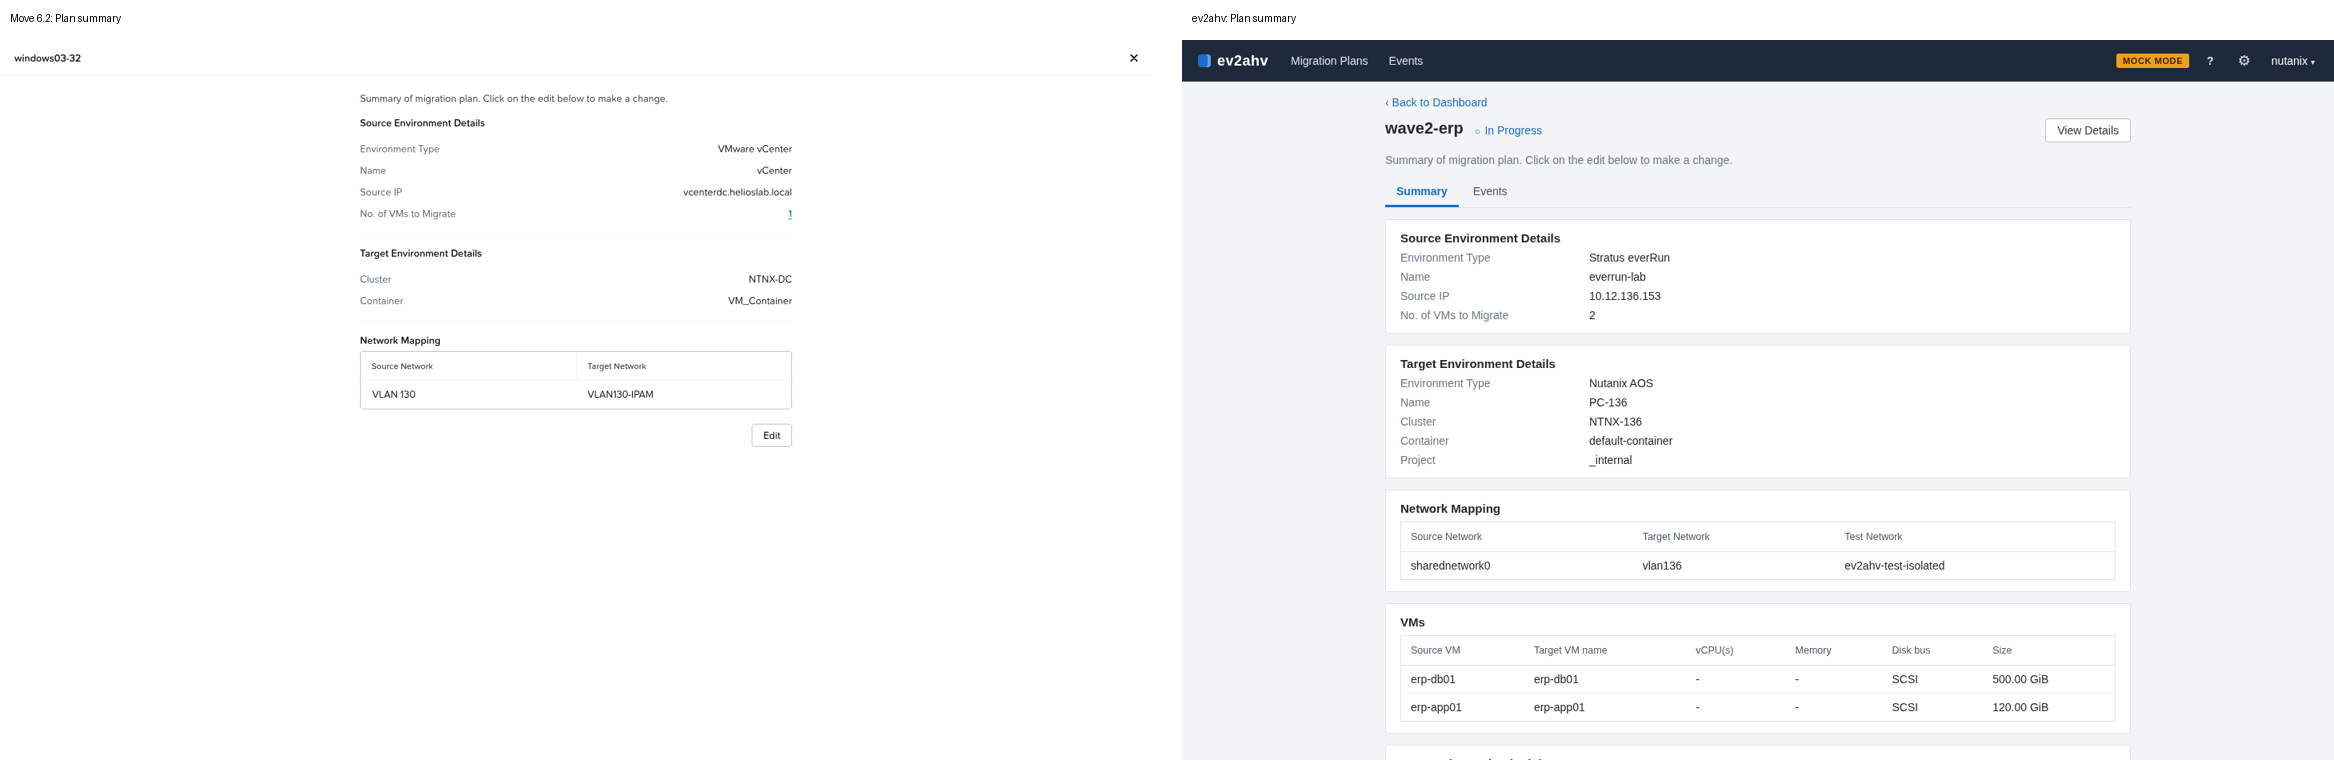 Move 6.2: Plan summary
windows03-32 ×
Summary of migration plan. Click on the edit below to make a change.
Source Environment Details
Environment Type VMware vCenter
Name vCenter
Source IP vcenterdc.helioslab.local
No. of VMs to Migrate 1
Target Environment Details
Cluster NTNX-DC
Container VM_Container
Network Mapping
Source Network Target Network
VLAN 130 VLAN130-IPAM
Edit
ev2ahv: Plan summary
ev2ahv Migration Plans Events MOCK MODE ? nutanix ▾
‹ Back to Dashboard
wave2-erp ○ In Progress View Details
Summary of migration plan. Click on the edit below to make a change.
Summary Events
Source Environment Details
Environment Type Stratus everRun
Name everrun-lab
Source IP 10.12.136.153
No. of VMs to Migrate 2
Target Environment Details
Environment Type Nutanix AOS
Name PC-136
Cluster NTNX-136
Container default-container
Project _internal
Network Mapping
Source Network Target Network Test Network
sharednetwork0 vlan136 ev2ahv-test-isolated
VMs
Source VM Target VM name vCPU(s) Memory Disk bus Size
erp-db01 erp-db01 - - SCSI 500.00 GiB
erp-app01 erp-app01 - - SCSI 120.00 GiB